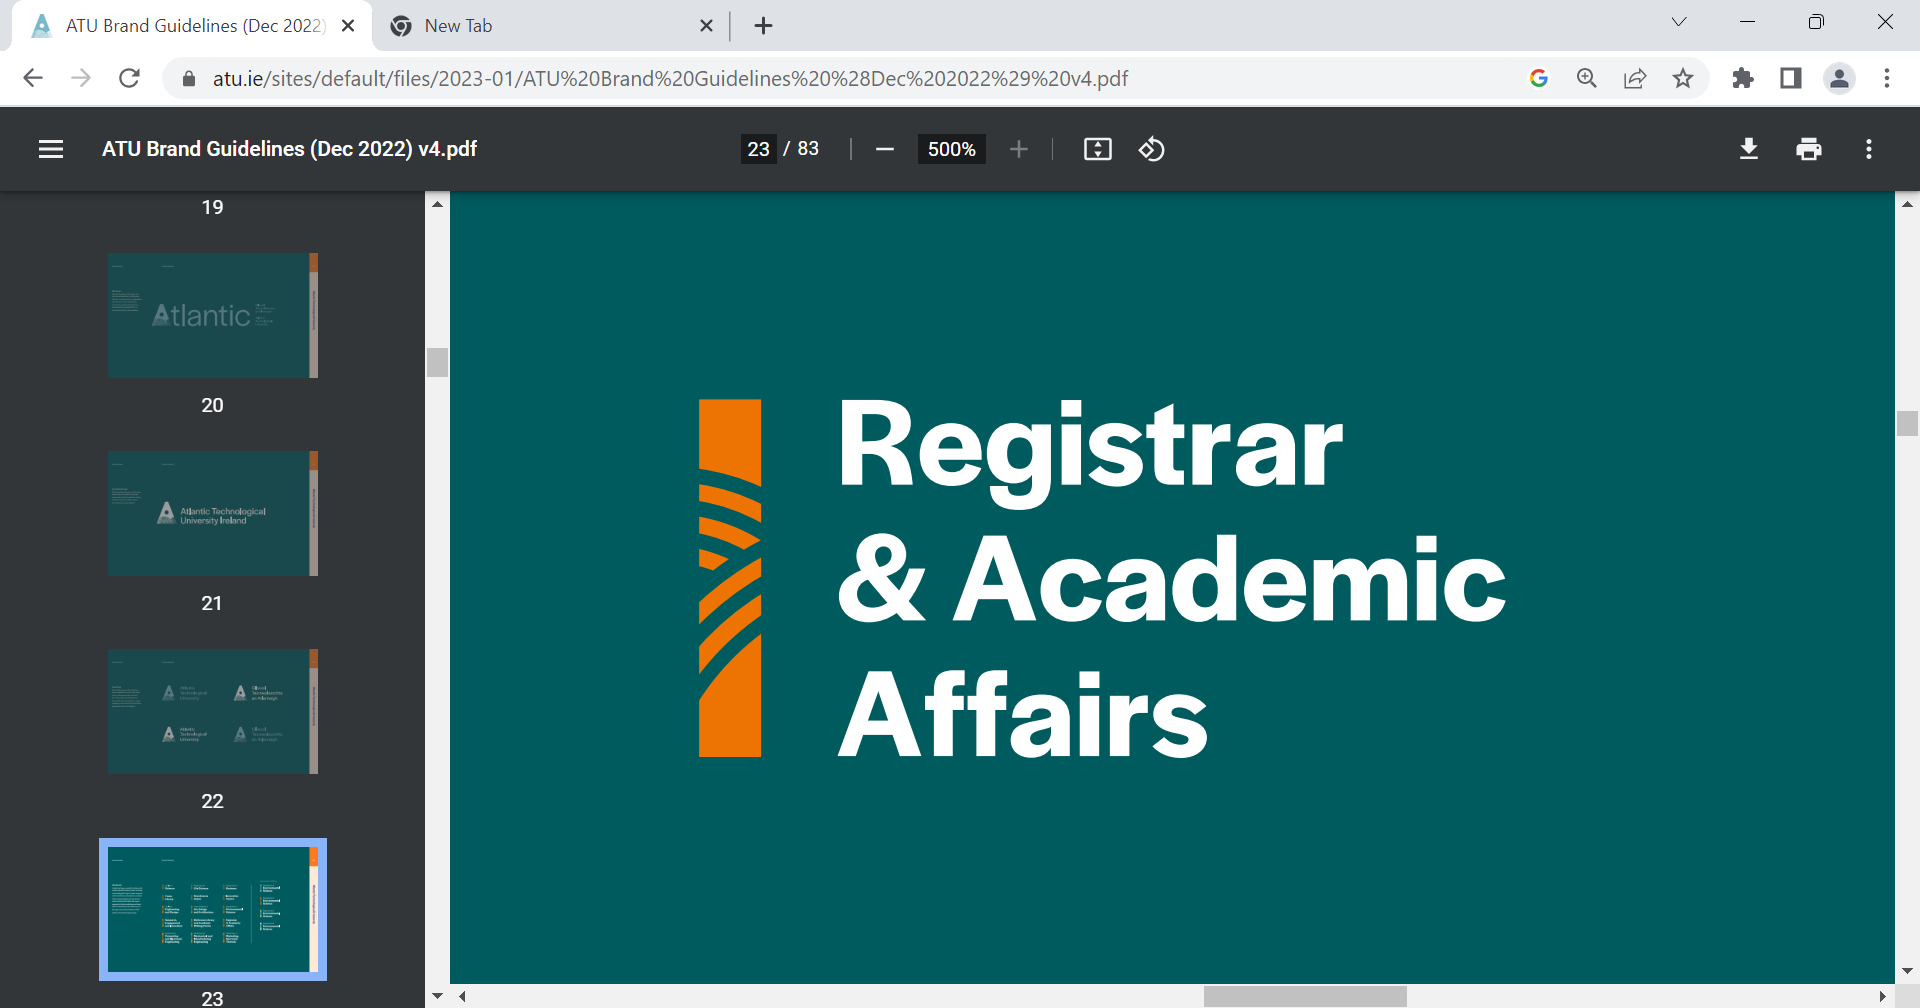 ATU Brand Guidelines (Dec 2022)
New Tab
atu.ie/sites/default/files/2023-01/ATU%20Brand%20Guidelines%20%28Dec%202022%29%20v4.pdf
ATU Brand Guidelines (Dec 2022) v4.pdf
23 / 83
500%
19
Atlantic
20
Atlantic Technological
University Ireland
21
22
23
Registrar
& Academic
Affairs